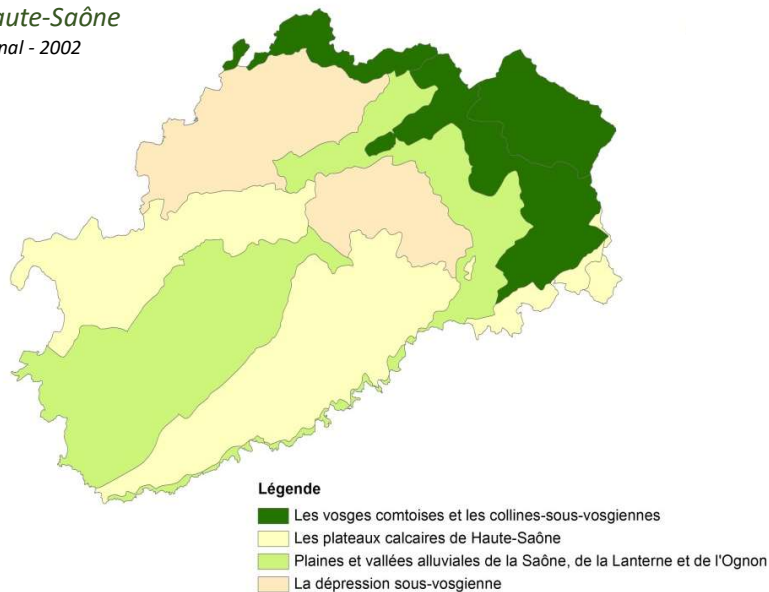 aute-Saône
nal - 2002
Légende
Les vosges comtoises et les collines-sous-vosgiennes
Les plateaux calcaires de Haute-Saône
Plaines et vallées alluviales de la Saône, de la Lanterne et de l'Ognon
La dépression sous-vosgienne